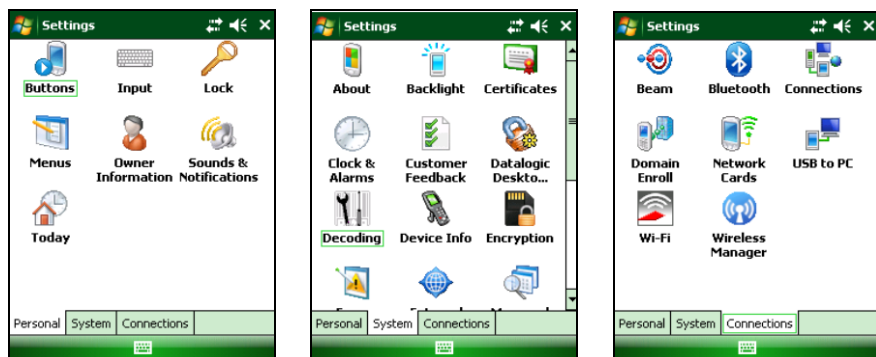 Settings
Buttons Input Lock
Menus Owner Information Sounds & Notifications
Today
Personal System Connections
Settings
About Backlight Certificates
Clock & Alarms Customer Feedback Datalogic Deskto...
Decoding Device Info Encryption
Personal System Connections
Settings
Beam Bluetooth Connections
Domain Enroll Network Cards USB to PC
Wi-Fi Wireless Manager
Personal System Connections